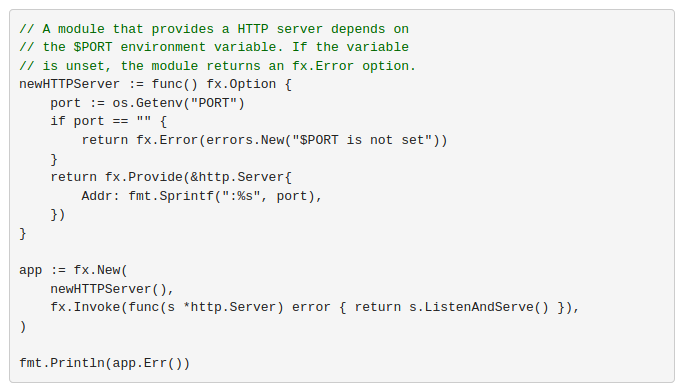 // A module that provides a HTTP server depends on
// the $PORT environment variable. If the variable
// is unset, the module returns an fx.Error option.
newHTTPServer := func() fx.Option {
    port := os.Getenv("PORT")
    if port == "" {
        return fx.Error(errors.New("$PORT is not set"))
    }
    return fx.Provide(&http.Server{
        Addr: fmt.Sprintf(":%s", port),
    })
}

app := fx.New(
    newHTTPServer(),
    fx.Invoke(func(s *http.Server) error { return s.ListenAndServe() }),
)

fmt.Println(app.Err())